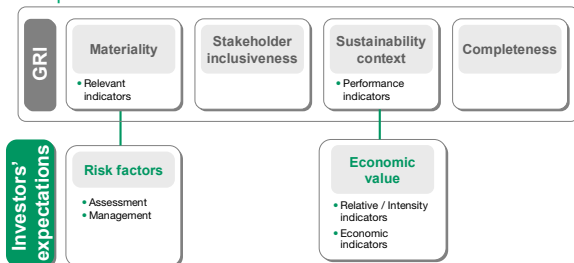 GRI
Materiality
• Relevant
indicators
Stakeholder
inclusiveness
Sustainability
context
• Performance
indicators
Completeness
Investors'
expectations
Risk factors
• Assessment
• Management
Economic
value
• Relative / Intensity
indicators
• Economic
indicators